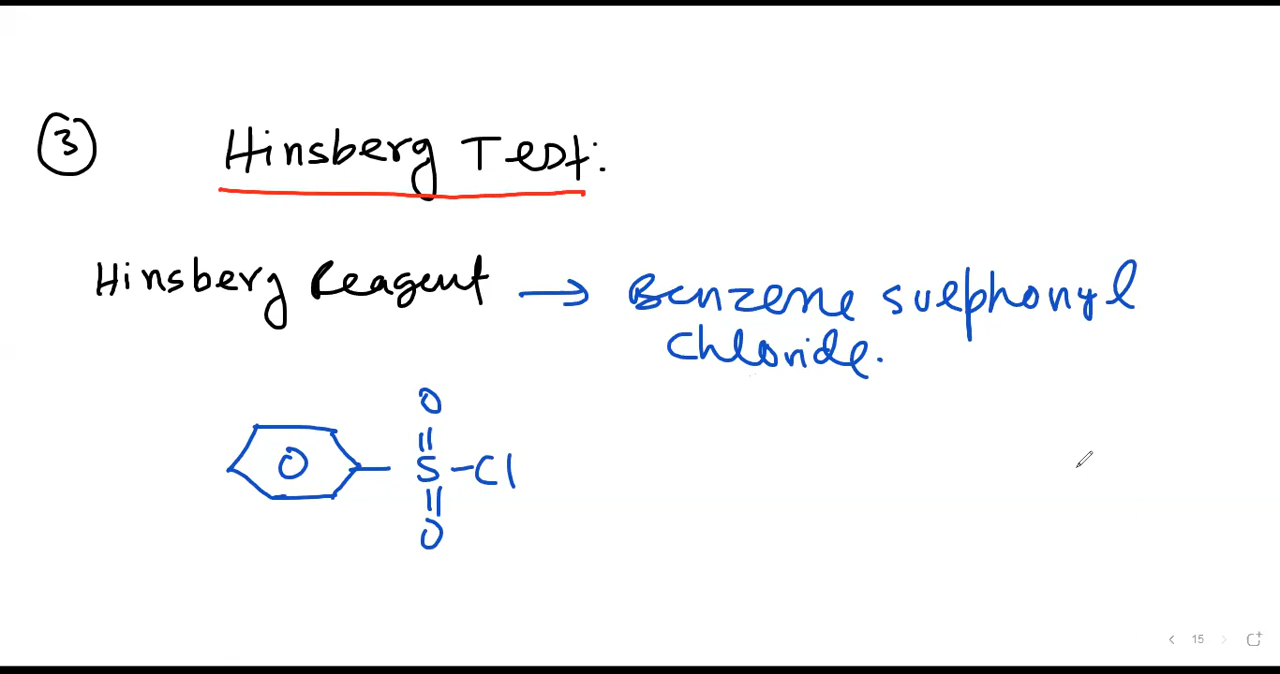 3 Hinsberg Test:
Hinsberg Reagent → Benzene sulphonyl
chloride.
O
S-Cl
O
O
< 15 >